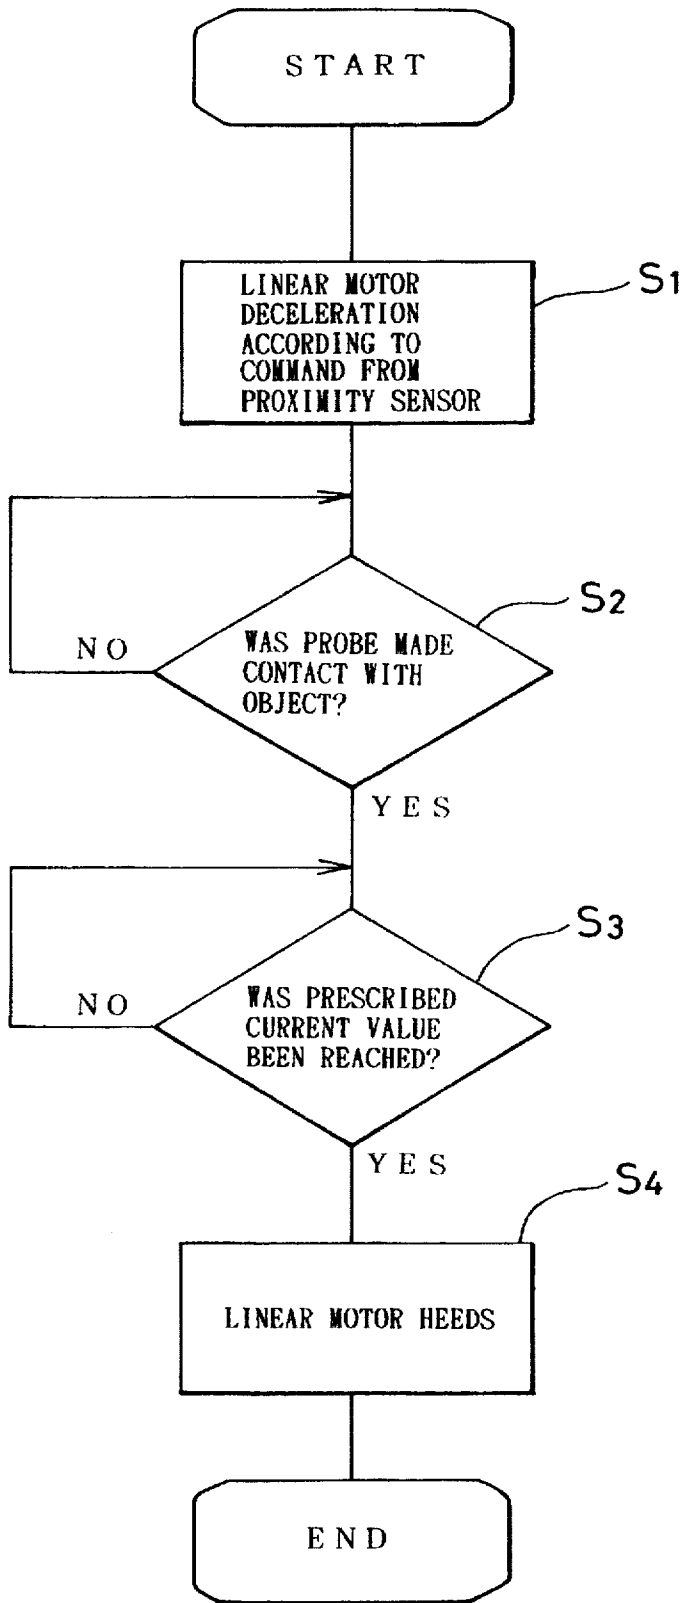 START
LINEAR MOTOR
DECELERATION
ACCORDING TO
COMMAND FROM
PROXIMITY SENSOR
S1
S2
WAS PROBE MADE
CONTACT WITH
OBJECT?
NO
YES
S3
WAS PRESCRIBED
CURRENT VALUE
BEEN REACHED?
NO
YES
S4
LINEAR MOTOR HEEDS
END